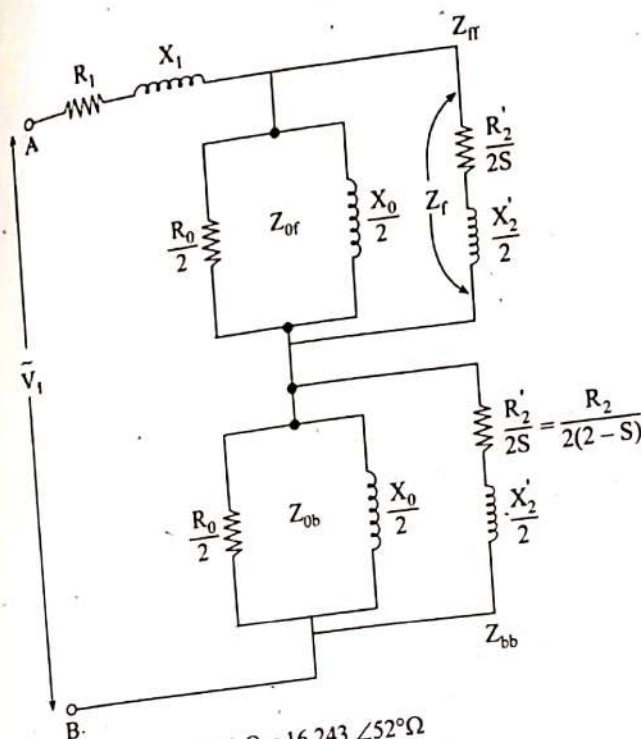 Z_ff
R_1
X_1
A
R_0/2
Z_0f
X_0/2
Z_f
R'_2/2S
X'_2/2
Ṽ_1
R_0/2
Z_0b
X_0/2
R'_2/2S = R_2/2(2 – S)
X'_2/2
Z_bb
B
16.243 ∠52°Ω